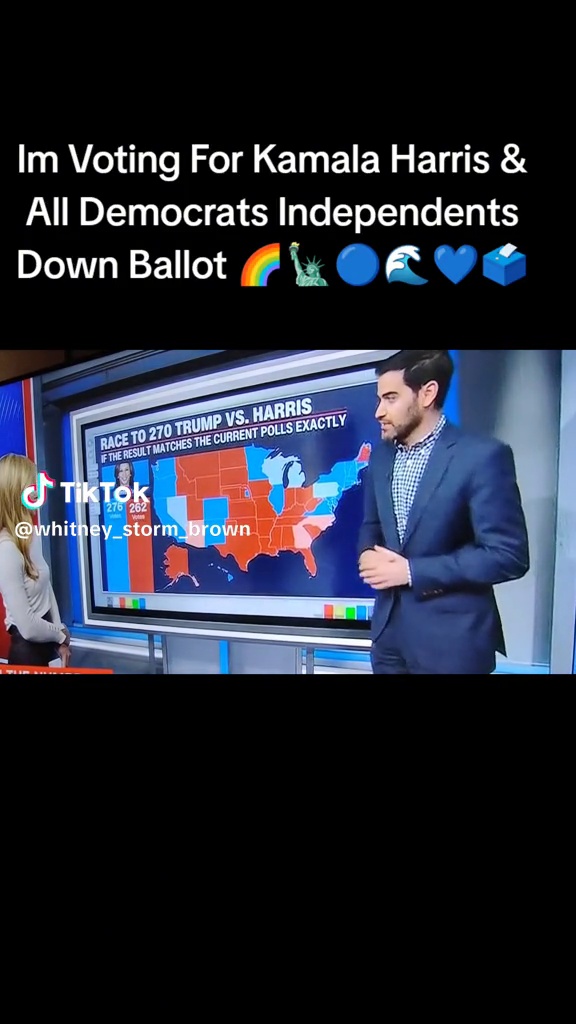 Im Voting For Kamala Harris &
All Democrats Independents
Down Ballot 🌈🗽🔵🌊💙🗳️
RACE TO 270 TRUMP VS. HARRIS
IF THE RESULT MATCHES THE CURRENT POLLS EXACTLY
TikTok
276 262
Votes
@whitney_storm_brown